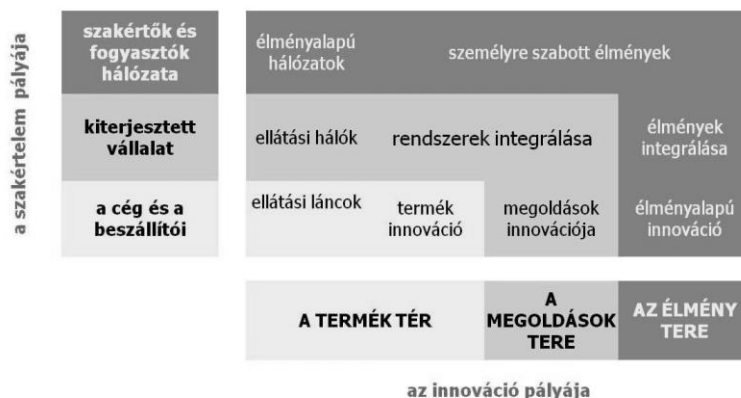 a szakértelem pályája
szakértők és
fogyasztók
hálózata
élményalapú
hálózatok
személyre szabott élmények
kiterjesztett
vállalat
ellátási hálók
rendszerek integrálása
élmények
integrálása
a cég és a
beszállítói
ellátási láncok
termék
innováció
megoldások
innovációja
élményalapú
innováció
A TERMÉK TÉR
A
MEGOLDÁSOK
TERE
AZ ÉLMÉNY
TERE
az innováció pályája